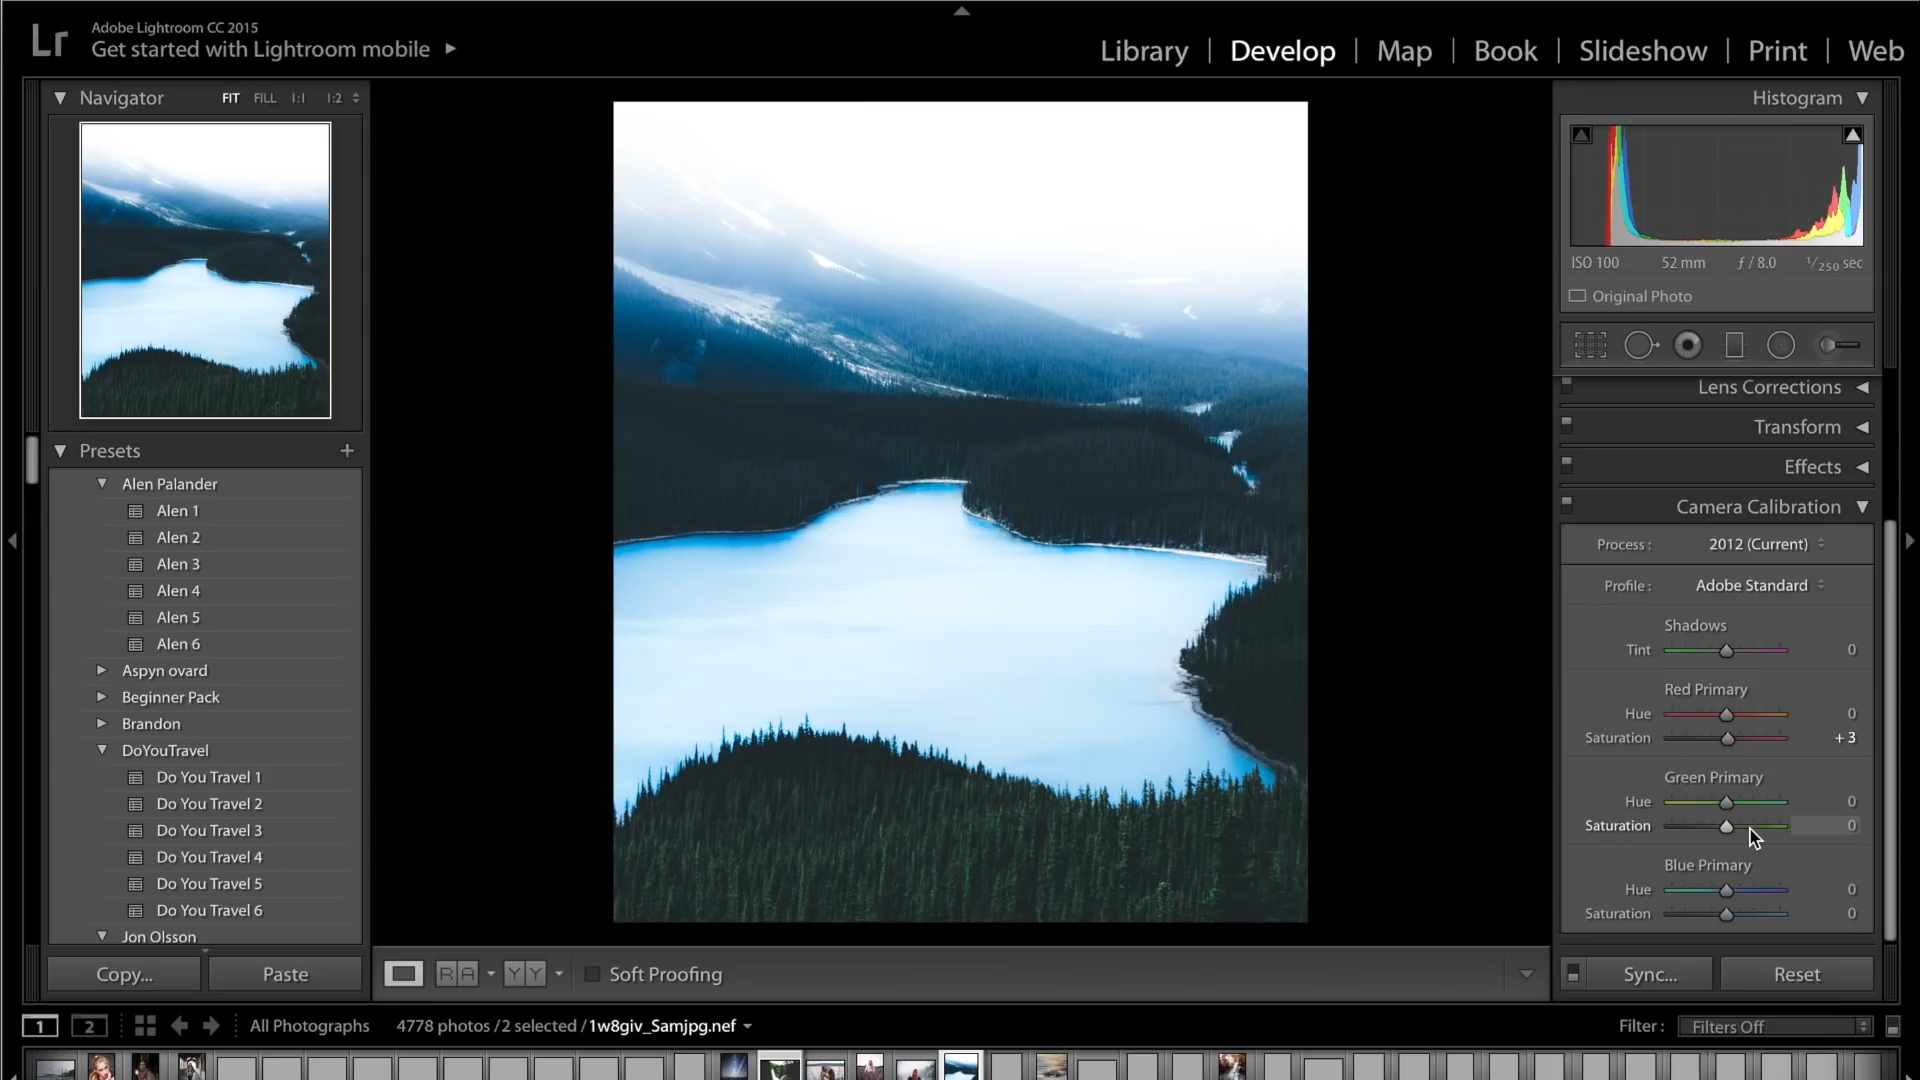 Lr
Adobe Lightroom CC 2015
Get started with Lightroom mobile
Library | Develop | Map | Book | Slideshow | Print | Web
Navigator FIT FILL 1:1 1:2
Presets +
Alen Palander
Alen 1
Alen 2
Alen 3
Alen 4
Alen 5
Alen 6
Aspyn ovard
Beginner Pack
Brandon
DoYouTravel
Do You Travel 1
Do You Travel 2
Do You Travel 3
Do You Travel 4
Do You Travel 5
Do You Travel 6
Jon Olsson
Copy... Paste
RA YY Soft Proofing
Histogram
ISO 100 52 mm ƒ / 8.0 1/250 sec
Original Photo
Lens Corrections
Transform
Effects
Camera Calibration
Process : 2012 (Current)
Profile : Adobe Standard
Shadows
Tint 0
Red Primary
Hue 0
Saturation + 3
Green Primary
Hue 0
Saturation 0
Blue Primary
Hue 0
Saturation 0
Sync... Reset
1 2 All Photographs 4778 photos /2 selected /1w8giv_Samjpg.nef Filter : Filters Off